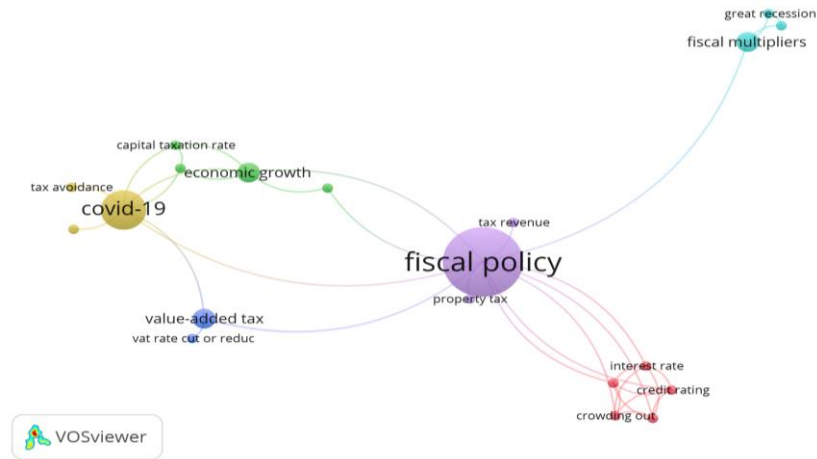 great recession
fiscal multipliers
capital taxation rate
economic growth
tax avoidance
covid-19
tax revenue
fiscal policy
property tax
value-added tax
vat rate cut or reduc
interest rate
credit rating
crowding out
VOSviewer